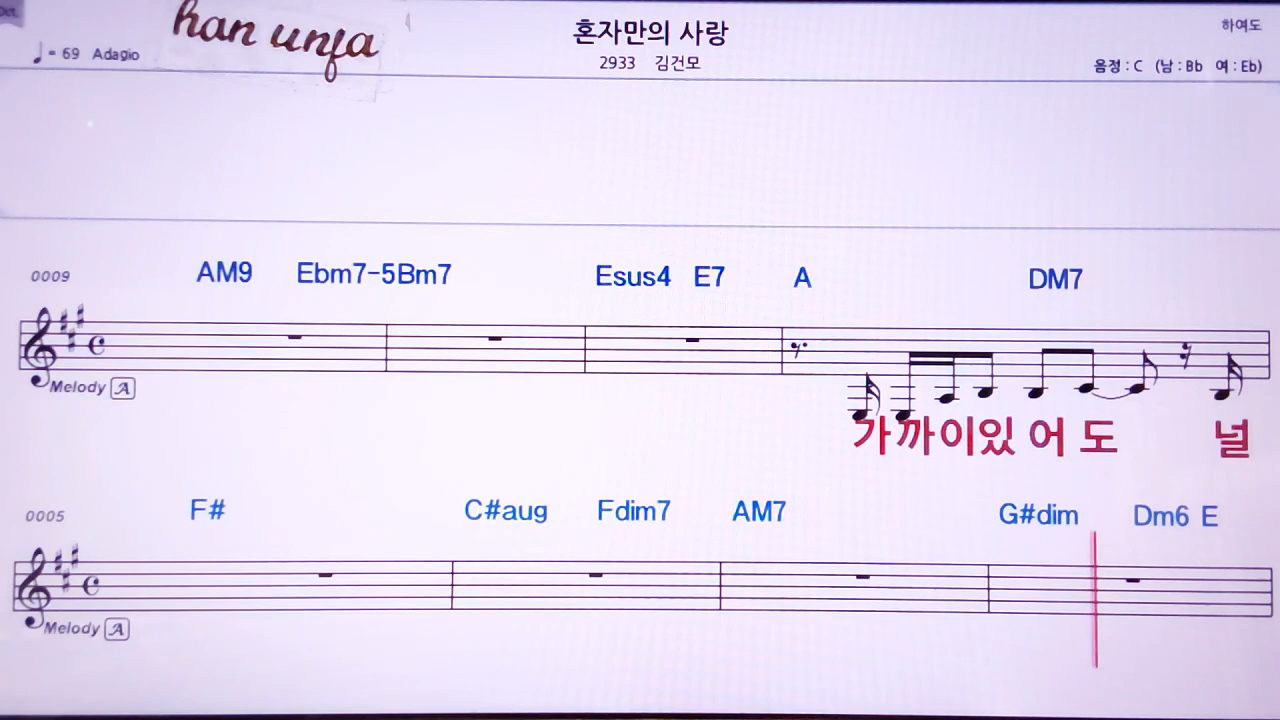 Oct.
han unja
혼자만의 사랑
하여도
♩= 69 Adagio
2933 김건모
음정 : C (남 : Bb 여 : Eb)
0009 AM9 Ebm7-5Bm7 Esus4 E7 A DM7
Melody A
가까이있어도 널
0005 F# C#aug Fdim7 AM7 G#dim Dm6 E
Melody A